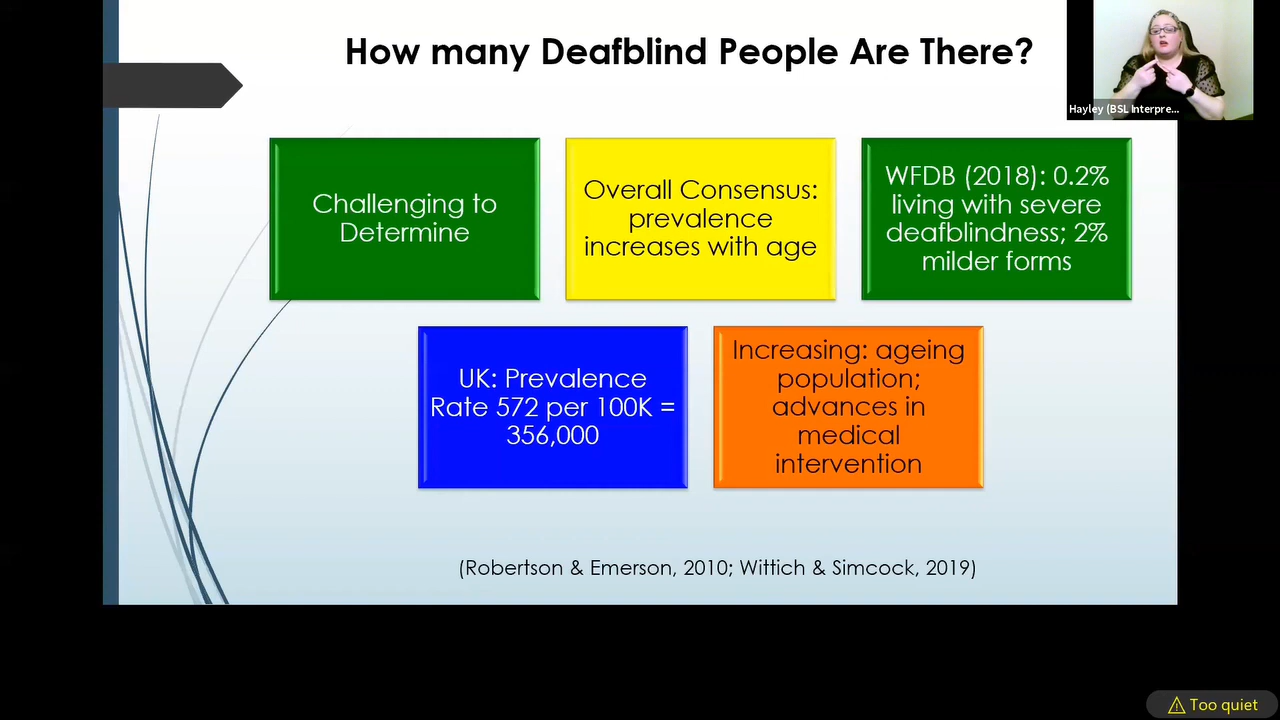 How many Deafblind People Are There?
Hayley (BSL Interpre...
Challenging to
Determine
Overall Consensus:
prevalence
increases with age
WFDB (2018): 0.2%
living with severe
deafblindness; 2%
milder forms
UK: Prevalence
Rate 572 per 100K =
356,000
Increasing: ageing
population;
advances in
medical
intervention
(Robertson & Emerson, 2010; Wittich & Simcock, 2019)
Too quiet